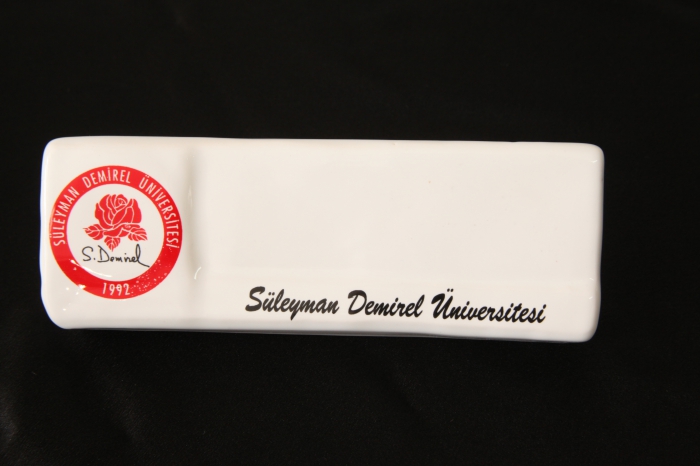 SÜLEYMAN DEMİREL ÜNİVERSİTESİ
S. Demirel
1992
Süleyman Demirel Üniversitesi